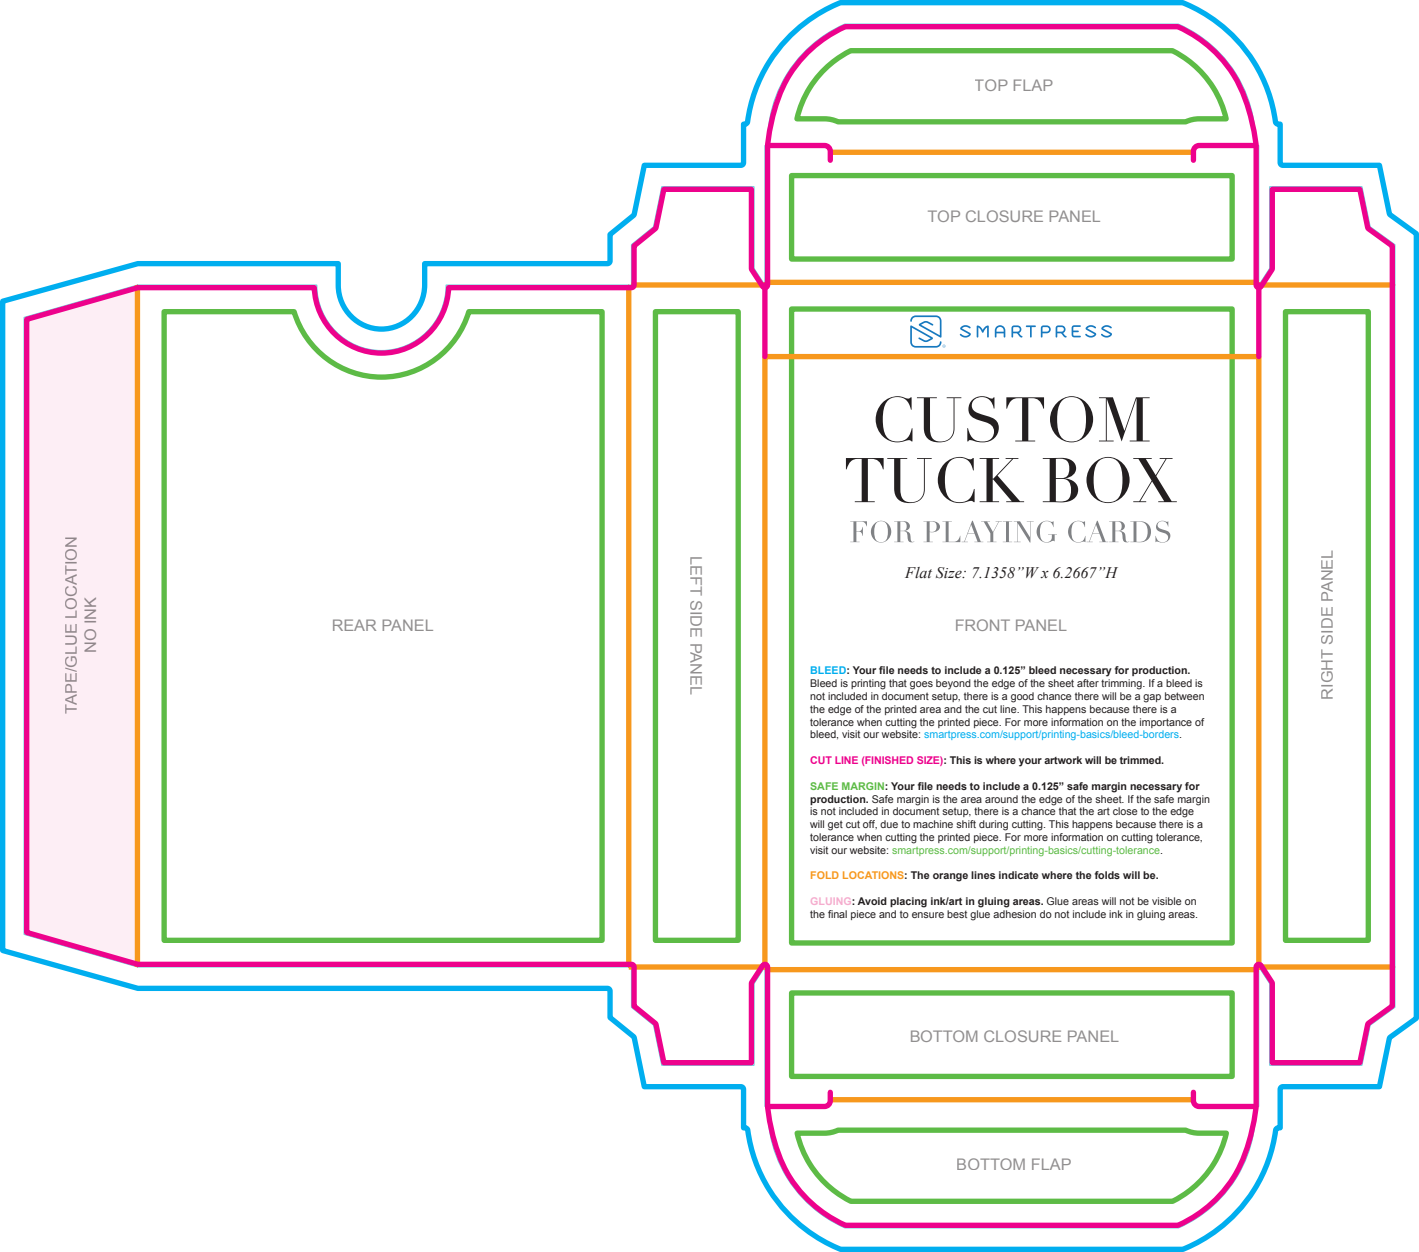 TOP FLAP
TOP CLOSURE PANEL
SMARTPRESS
CUSTOM
TUCK BOX
FOR PLAYING CARDS
Flat Size: 7.1358”W x 6.2667”H
TAPE/GLUE LOCATION
NO INK
REAR PANEL
LEFT SIDE PANEL
FRONT PANEL
RIGHT SIDE PANEL
BLEED: Your file needs to include a 0.125” bleed necessary for production.
Bleed is printing that goes beyond the edge of the sheet after trimming. If a bleed is
not included in document setup, there is a good chance there will be a gap between
the edge of the printed area and the cut line. This happens because there is a
tolerance when cutting the printed piece. For more information on the importance of
bleed, visit our website: smartpress.com/support/printing-basics/bleed-borders.
CUT LINE (FINISHED SIZE): This is where your artwork will be trimmed.
SAFE MARGIN: Your file needs to include a 0.125” safe margin necessary for
production. Safe margin is the area around the edge of the sheet. If the safe margin
is not included in document setup, there is a chance that the art close to the edge
will get cut off, due to machine shift during cutting. This happens because there is a
tolerance when cutting the printed piece. For more information on cutting tolerance,
visit our website: smartpress.com/support/printing-basics/cutting-tolerance.
FOLD LOCATIONS: The orange lines indicate where the folds will be.
GLUING: Avoid placing ink/art in gluing areas. Glue areas will not be visible on
the final piece and to ensure best glue adhesion do not include ink in gluing areas.
BOTTOM CLOSURE PANEL
BOTTOM FLAP